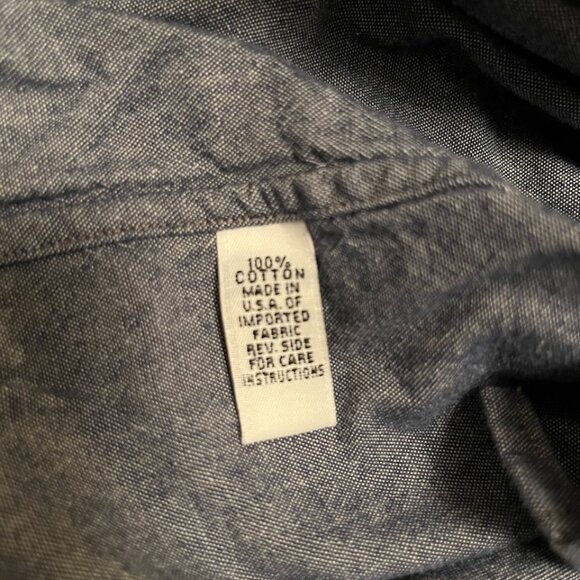 100%
COTTON
MADE IN
U.S.A. OF
IMPORTED
FABRIC
REV. SIDE
FOR CARE
INSTRUCTIONS